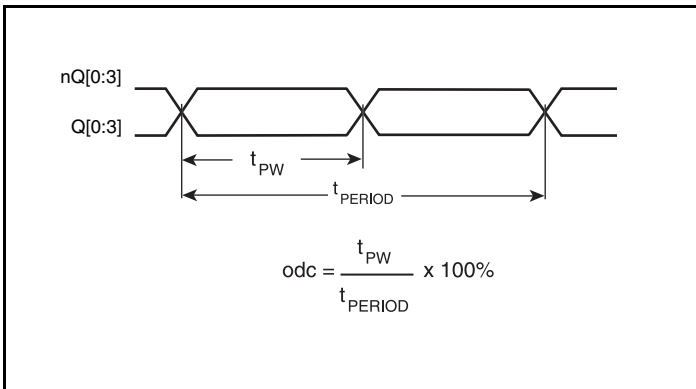 nQ[0:3]
Q[0:3]
tPW
tPERIOD
odc = tPW / tPERIOD x 100%